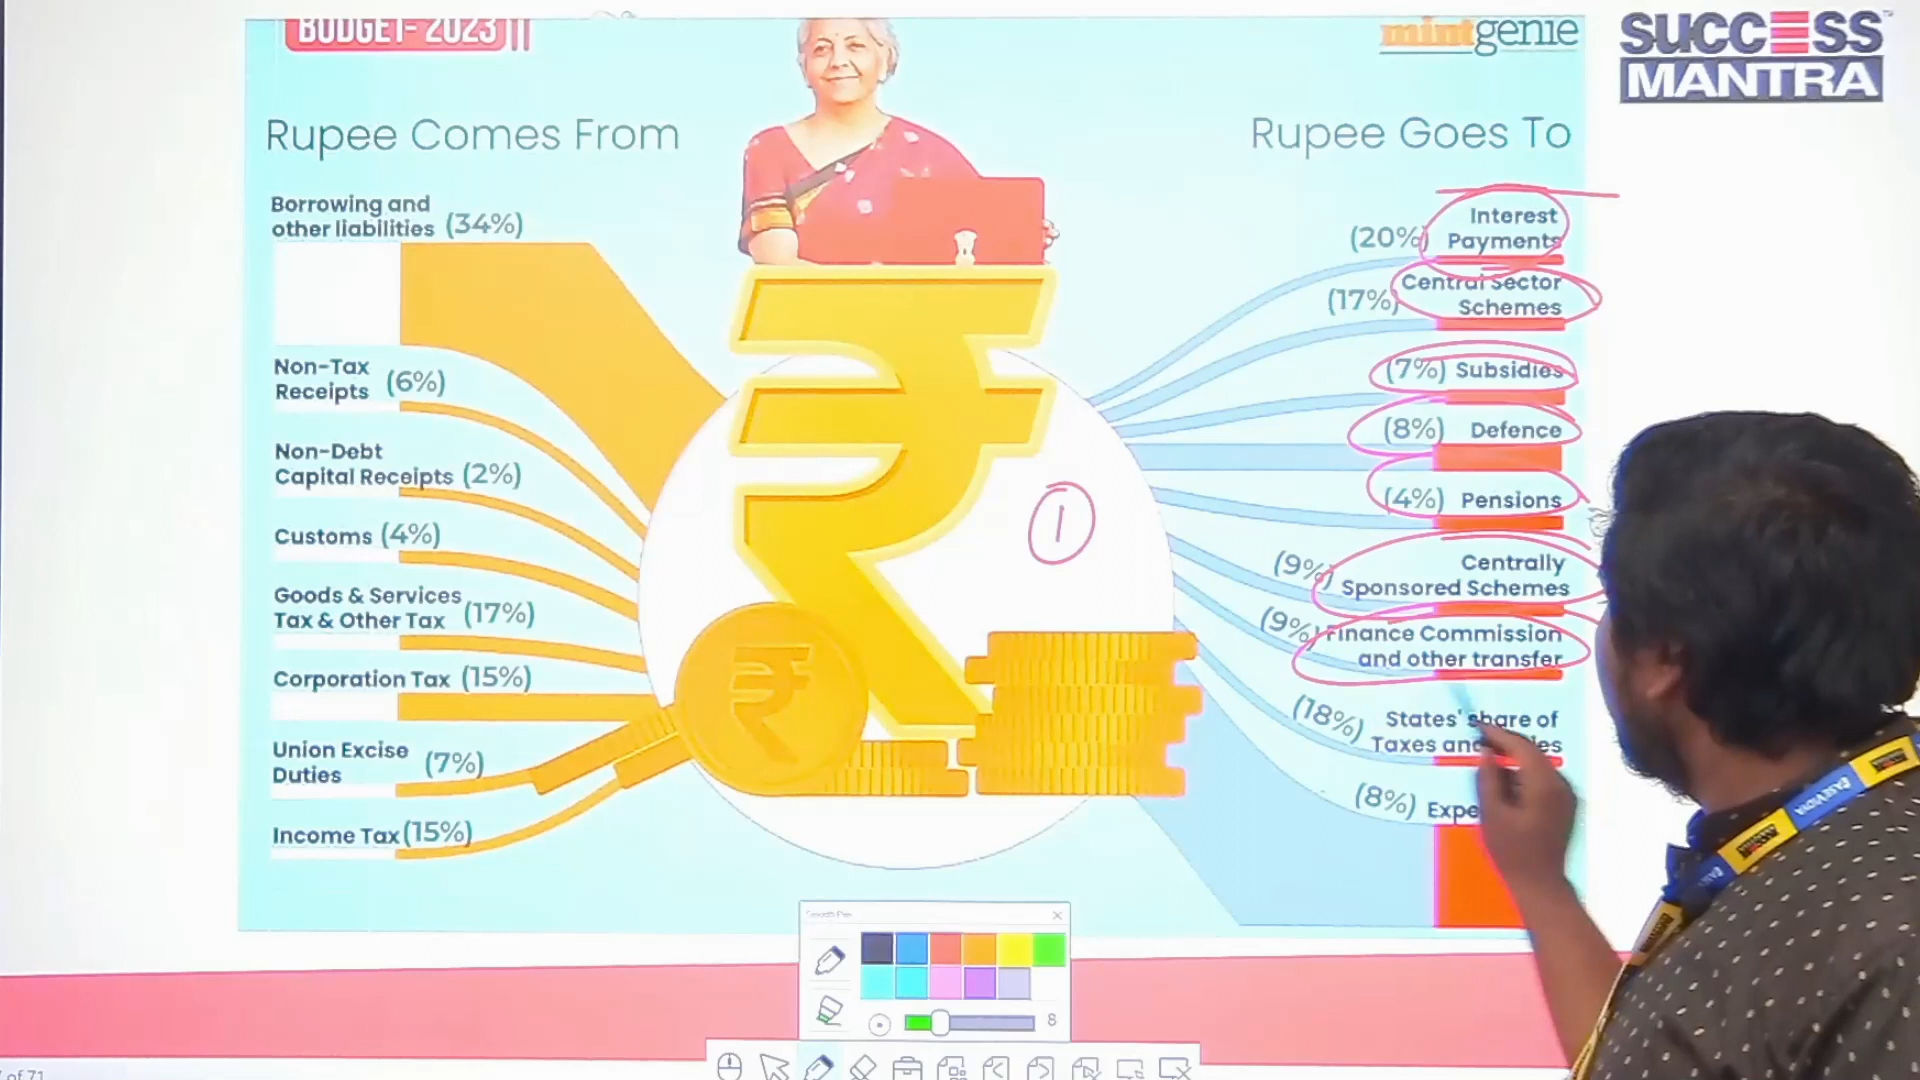 BUDGET- 2023
mintgenie
SUCCESS
MANTRA
Rupee Comes From
Rupee Goes To
Borrowing and
other liabilities (34%)
Non-Tax
Receipts (6%)
Non-Debt
Capital Receipts (2%)
Customs (4%)
Goods & Services
Tax & Other Tax (17%)
Corporation Tax (15%)
Union Excise
Duties (7%)
Income Tax (15%)
1
(20%) Interest
Payments
(17%) Central Sector
Schemes
(7%) Subsidies
(8%) Defence
(4%) Pensions
(9%) Centrally
Sponsored Schemes
(9%) Finance Commission
and other transfer
(18%) States' share of
Taxes and
(8%)
8
of 71